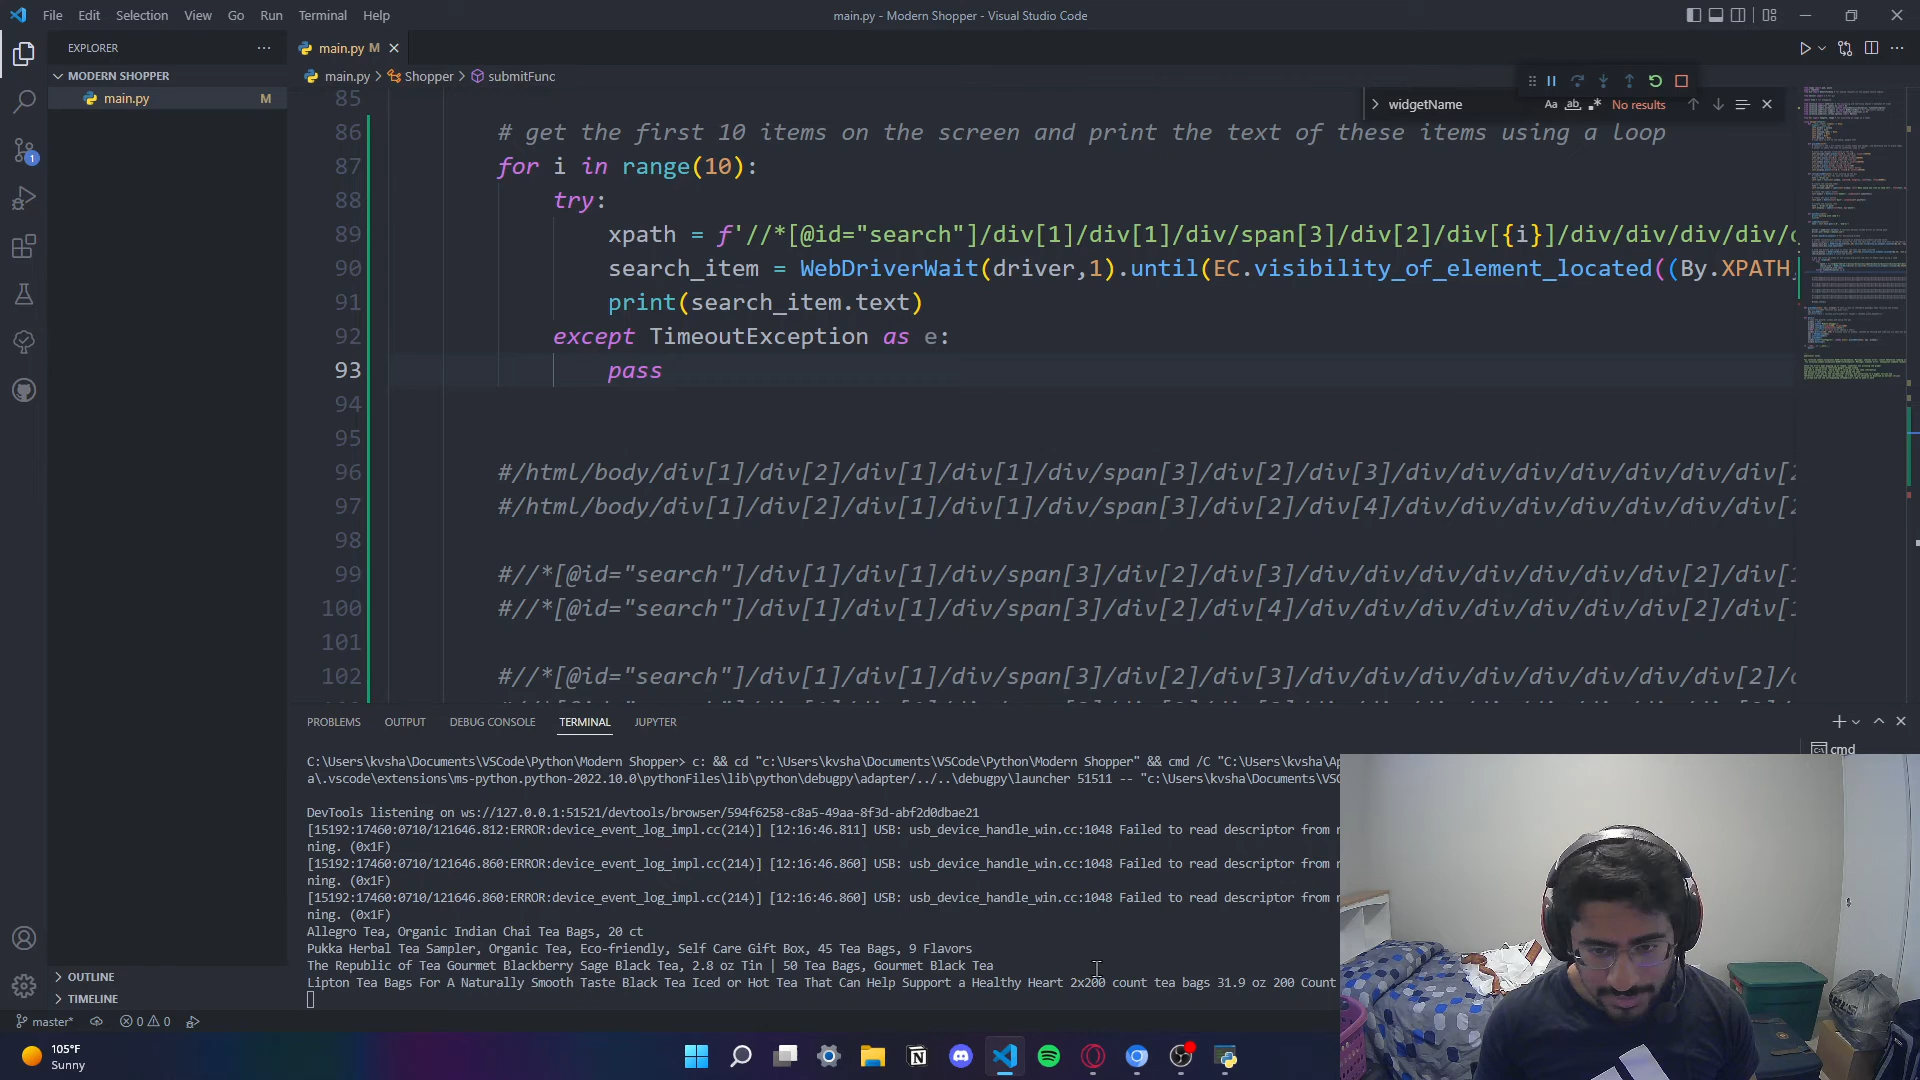 File Edit Selection View Go Run Terminal Help
main.py - Modern Shopper - Visual Studio Code
EXPLORER
MODERN SHOPPER
main.py M
main.py M
main.py > Shopper > submitFunc
widgetName
Aa ab No results
85
86 # get the first 10 items on the screen and print the text of these items using a loop
87 for i in range(10):
88 try:
89 xpath = f'//*[@id="search"]/div[1]/div[1]/div/span[3]/div[2]/div[{i}]/div/div/div/div/
90 search_item = WebDriverWait(driver,1).until(EC.visibility_of_element_located((By.XPATH,
91 print(search_item.text)
92 except TimeoutException as e:
93 pass
94
95
96 #/html/body/div[1]/div[2]/div[1]/div[1]/div/span[3]/div[2]/div[3]/div/div/div/div/div/div[2
97 #/html/body/div[1]/div[2]/div[1]/div[1]/div/span[3]/div[2]/div[4]/div/div/div/div/div/div[2
98
99 #//*[@id="search"]/div[1]/div[1]/div/span[3]/div[2]/div[3]/div/div/div/div/div/div[2]/div[1
100 #//*[@id="search"]/div[1]/div[1]/div/span[3]/div[2]/div[4]/div/div/div/div/div/div[2]/div[1
101
102 #//*[@id="search"]/div[1]/div[1]/div/span[3]/div[2]/div[3]/div/div/div/div/div/div[2]/
PROBLEMS OUTPUT DEBUG CONSOLE TERMINAL JUPYTER
cmd
C:\Users\kvsha\Documents\VSCode\Python\Modern Shopper> c: && cd "c:\Users\kvsha\Documents\VSCode\Python\Modern Shopper" && cmd /C "C:\Users\kvsha\Ap
a\.vscode\extensions\ms-python.python-2022.10.0\pythonFiles\lib\python\debugpy\adapter/../..\debugpy\launcher 51511 -- "c:\Users\kvsha\Documents\VSC
DevTools listening on ws://127.0.0.1:51521/devtools/browser/594f6258-c8a5-49aa-8f3d-abf2d0dbae21
[15192:17460:0710/121646.812:ERROR:device_event_log_impl.cc(214)] [12:16:46.811] USB: usb_device_handle_win.cc:1048 Failed to read descriptor from
ning. (0x1F)
[15192:17460:0710/121646.860:ERROR:device_event_log_impl.cc(214)] [12:16:46.860] USB: usb_device_handle_win.cc:1048 Failed to read descriptor from
ning. (0x1F)
[15192:17460:0710/121646.860:ERROR:device_event_log_impl.cc(214)] [12:16:46.860] USB: usb_device_handle_win.cc:1048 Failed to read descriptor from
ning. (0x1F)
Allegro Tea, Organic Indian Chai Tea Bags, 20 ct
Pukka Herbal Tea Sampler, Organic Tea, Eco-friendly, Self Care Gift Box, 45 Tea Bags, 9 Flavors
The Republic of Tea Gourmet Blackberry Sage Black Tea, 2.8 oz Tin | 50 Tea Bags, Gourmet Black Tea
Lipton Tea Bags For A Naturally Smooth Taste Black Tea Iced or Hot Tea That Can Help Support a Healthy Heart 2x200 count tea bags 31.9 oz 200 Count
OUTLINE
TIMELINE
1
master* 0 0
105°F
Sunny